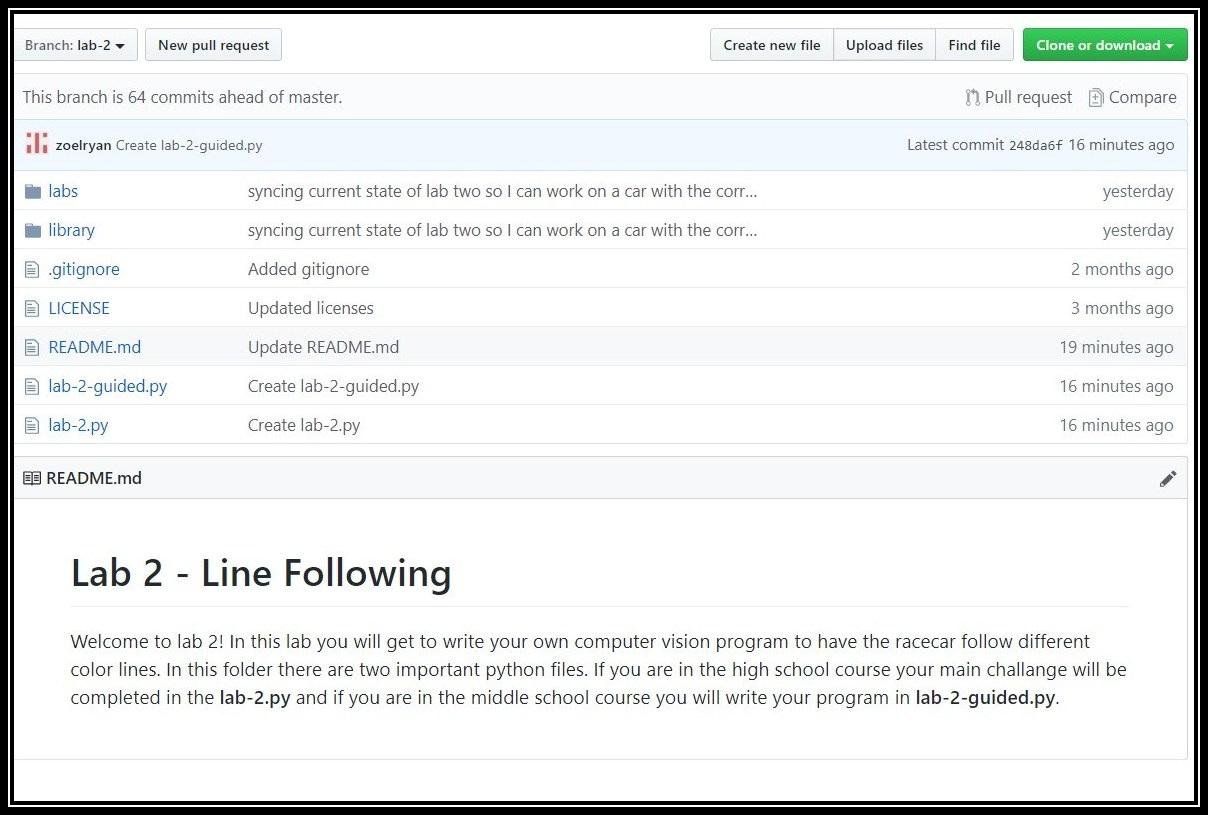 Branch: lab-2 New pull request Create new file Upload files Find file Clone or download
This branch is 64 commits ahead of master. Pull request Compare
zoelryan Create lab-2-guided.py Latest commit 248da6f 16 minutes ago
labs syncing current state of lab two so I can work on a car with the corr... yesterday
library syncing current state of lab two so I can work on a car with the corr... yesterday
.gitignore Added gitignore 2 months ago
LICENSE Updated licenses 3 months ago
README.md Update README.md 19 minutes ago
lab-2-guided.py Create lab-2-guided.py 16 minutes ago
lab-2.py Create lab-2.py 16 minutes ago
README.md
Lab 2 - Line Following
Welcome to lab 2! In this lab you will get to write your own computer vision program to have the racecar follow different
color lines. In this folder there are two important python files. If you are in the high school course your main challange will be
completed in the lab-2.py and if you are in the middle school course you will write your program in lab-2-guided.py.